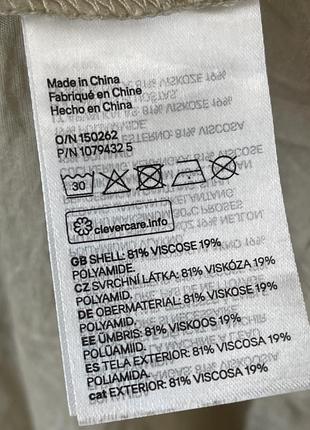 Made in China
Fabriqué en Chine
Hecho en China
O/N 150262
P/N 1079432 5
30
clevercare.info
GB SHELL: 81% VISCOSE 19%
POLYAMIDE.
CZ SVRCHNÍ LÁTKA: 81% VISKÓZA 19%
POLYAMID.
DE OBERMATERIAL: 81% VISKOSE 19%
POLYAMID.
EE ÜMBRIS: 81% VISKOOS 19%
POLÜAMIID.
ES TELA EXTERIOR: 81% VISCOSA 19%
POLIAMIDA.
cat EXTERIOR: 81% VISCOSA 19%